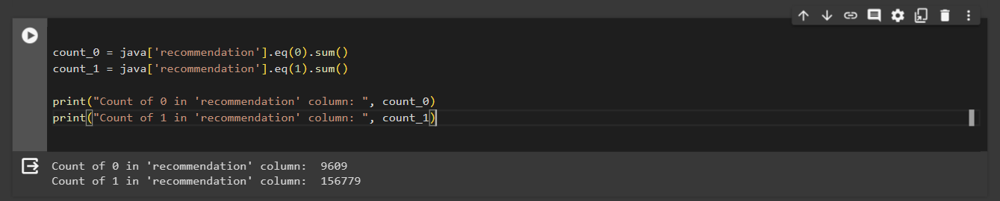 count_0 = java['recommendation'].eq(0).sum()
count_1 = java['recommendation'].eq(1).sum()
print("Count of 0 in 'recommendation' column: ", count_0)
print("Count of 1 in 'recommendation' column: ", count_1)
Count of 0 in 'recommendation' column:  9609
Count of 1 in 'recommendation' column:  156779